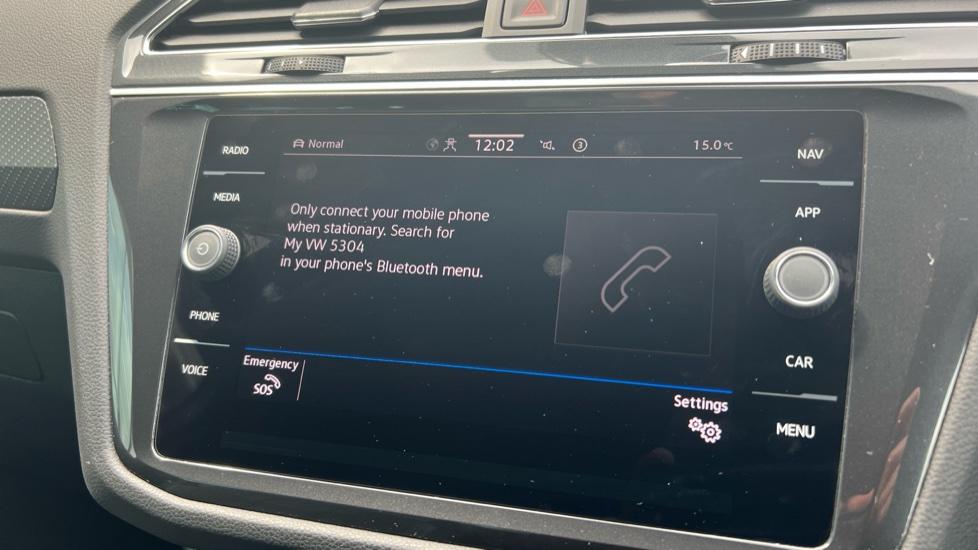 RADIO
Normal
12:02
3
15.0°C
NAV
MEDIA
APP
Only connect your mobile phone
when stationary. Search for
My VW 5304
in your phone's Bluetooth menu.
PHONE
VOICE
Emergency
SOS
CAR
Settings
MENU